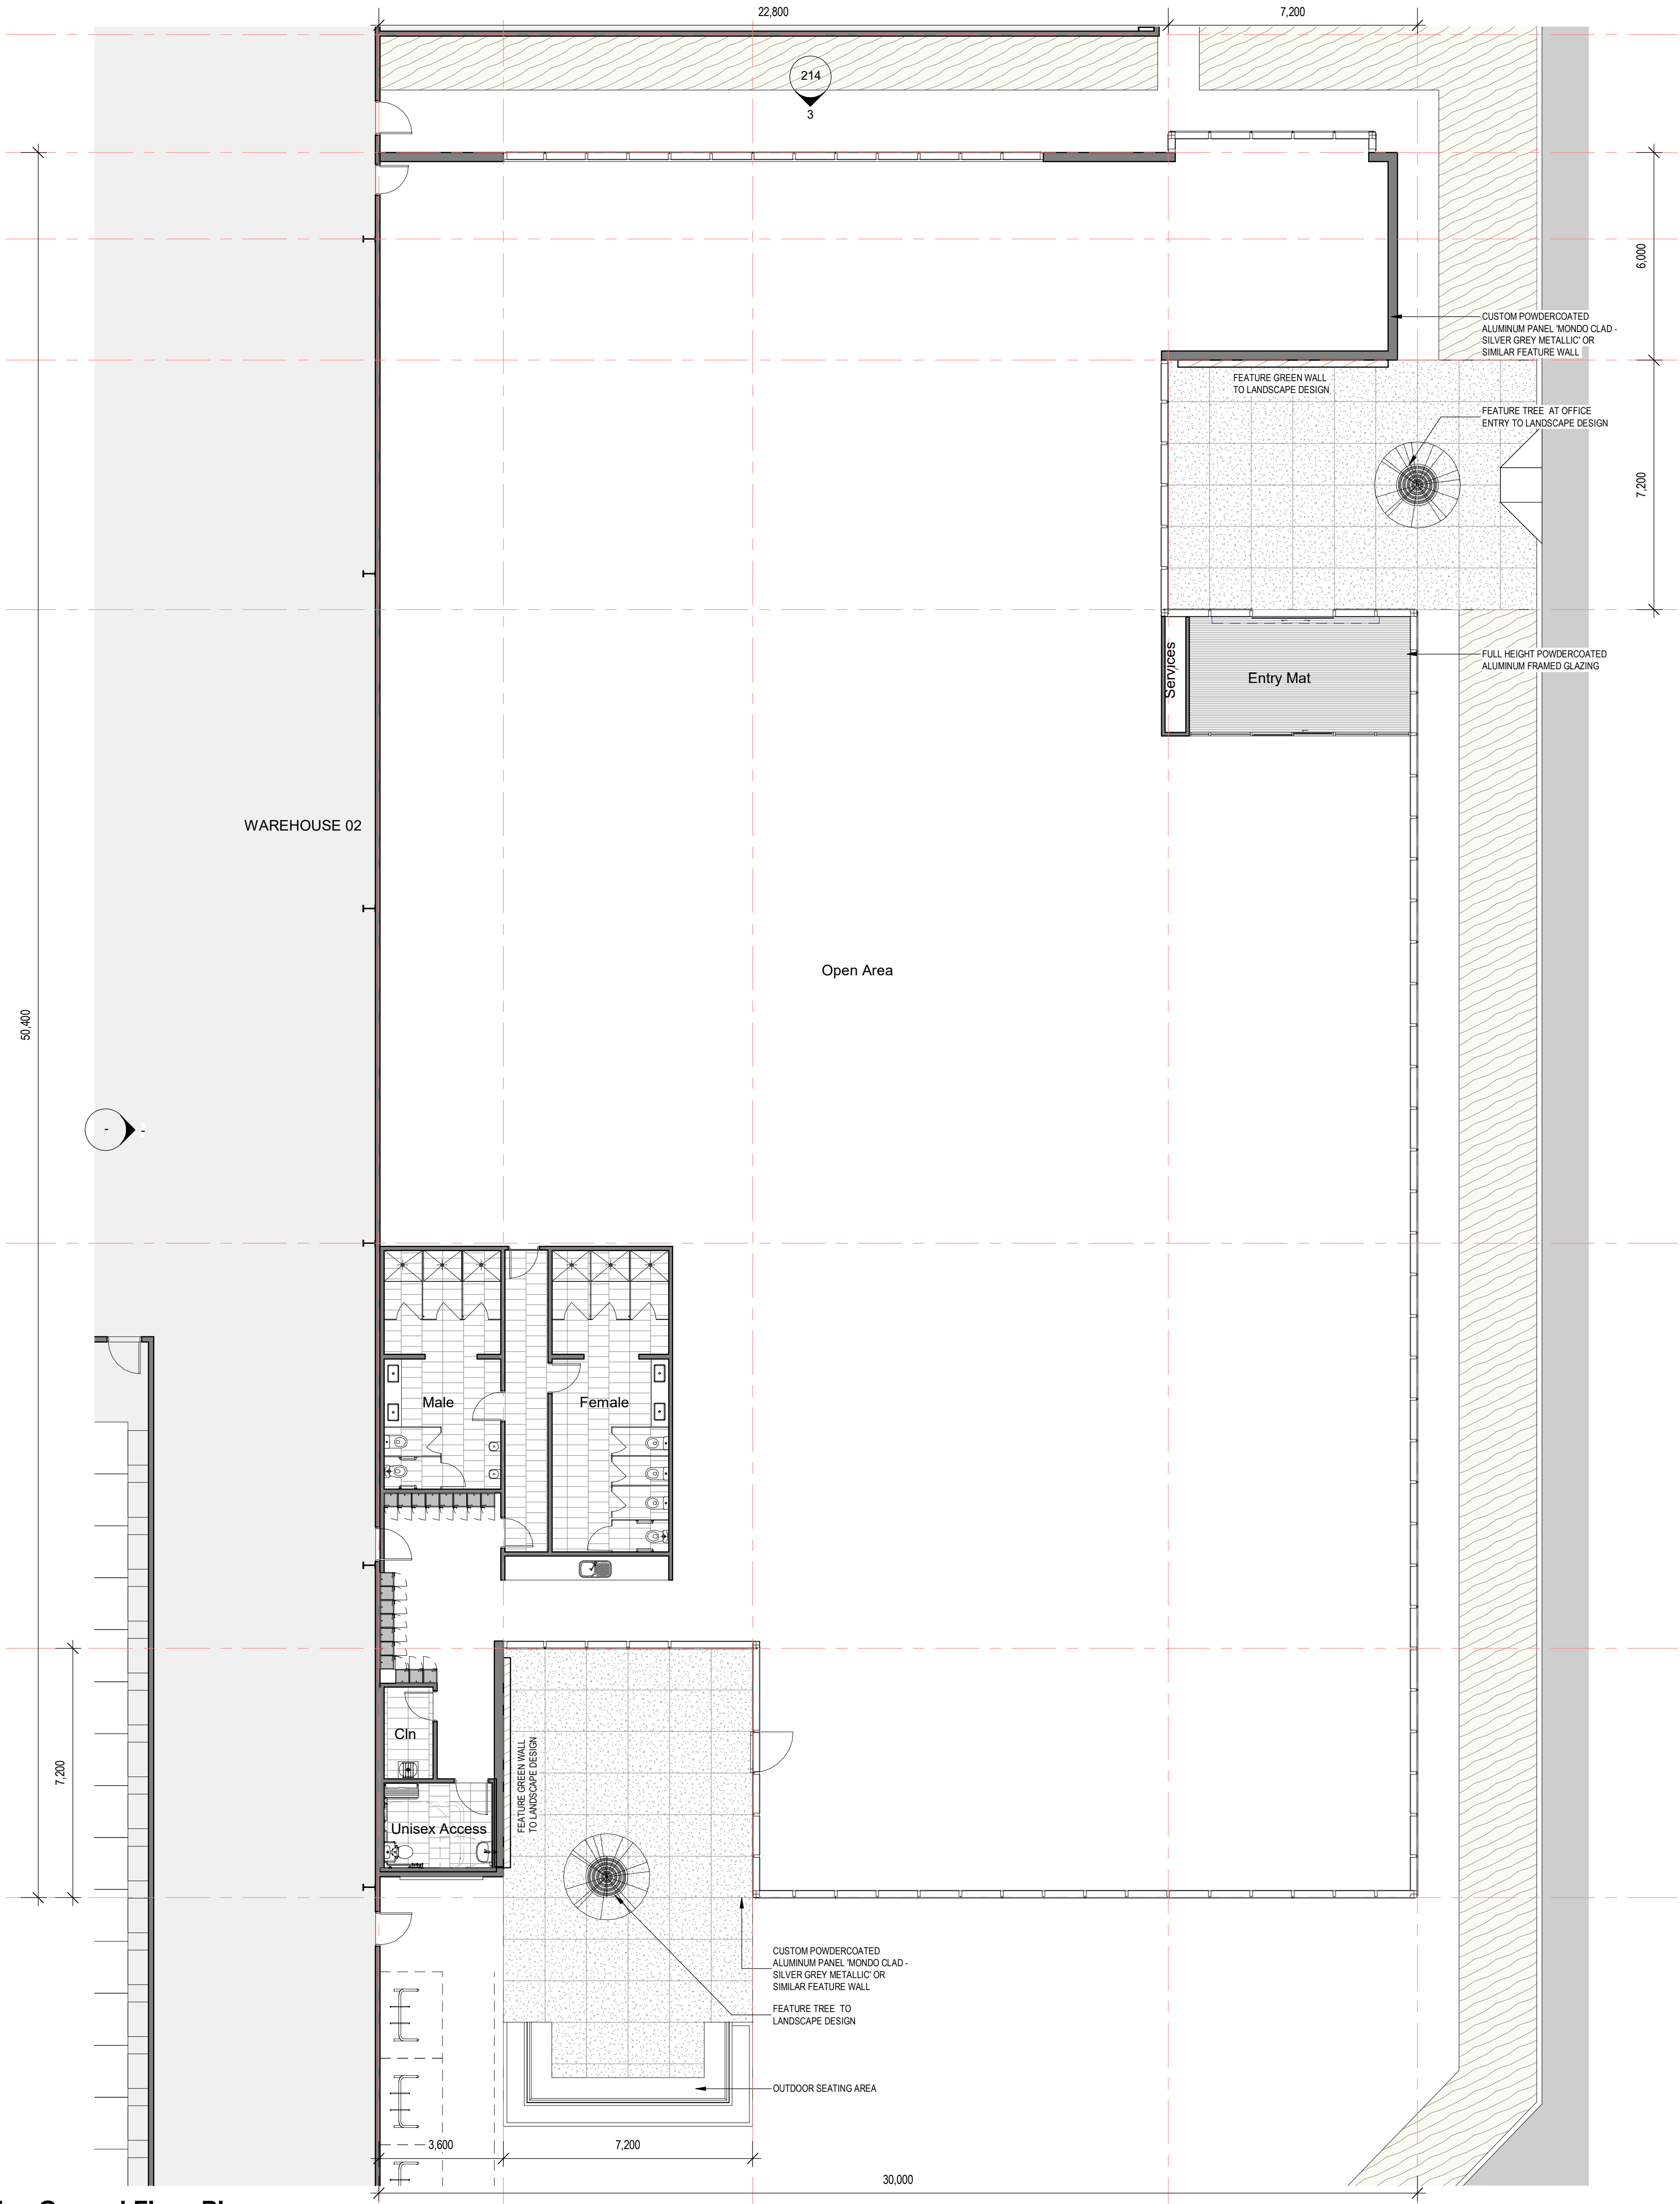 22,800
7,200
214
3
6,000
CUSTOM POWDERCOATED
ALUMINUM PANEL 'MONDO CLAD -
SILVER GREY METALLIC' OR
SIMILAR FEATURE WALL
FEATURE GREEN WALL
TO LANDSCAPE DESIGN
FEATURE TREE AT OFFICE
ENTRY TO LANDSCAPE DESIGN
7,200
Services
Entry Mat
FULL HEIGHT POWDERCOATED
ALUMINUM FRAMED GLAZING
WAREHOUSE 02
Open Area
50,400
-
-
Male
Female
Cln
7,200
FEATURE GREEN WALL
TO LANDSCAPE DESIGN
Unisex Access
CUSTOM POWDERCOATED
ALUMINUM PANEL 'MONDO CLAD -
SILVER GREY METALLIC' OR
SIMILAR FEATURE WALL
FEATURE TREE TO
LANDSCAPE DESIGN
OUTDOOR SEATING AREA
3,600
7,200
30,000